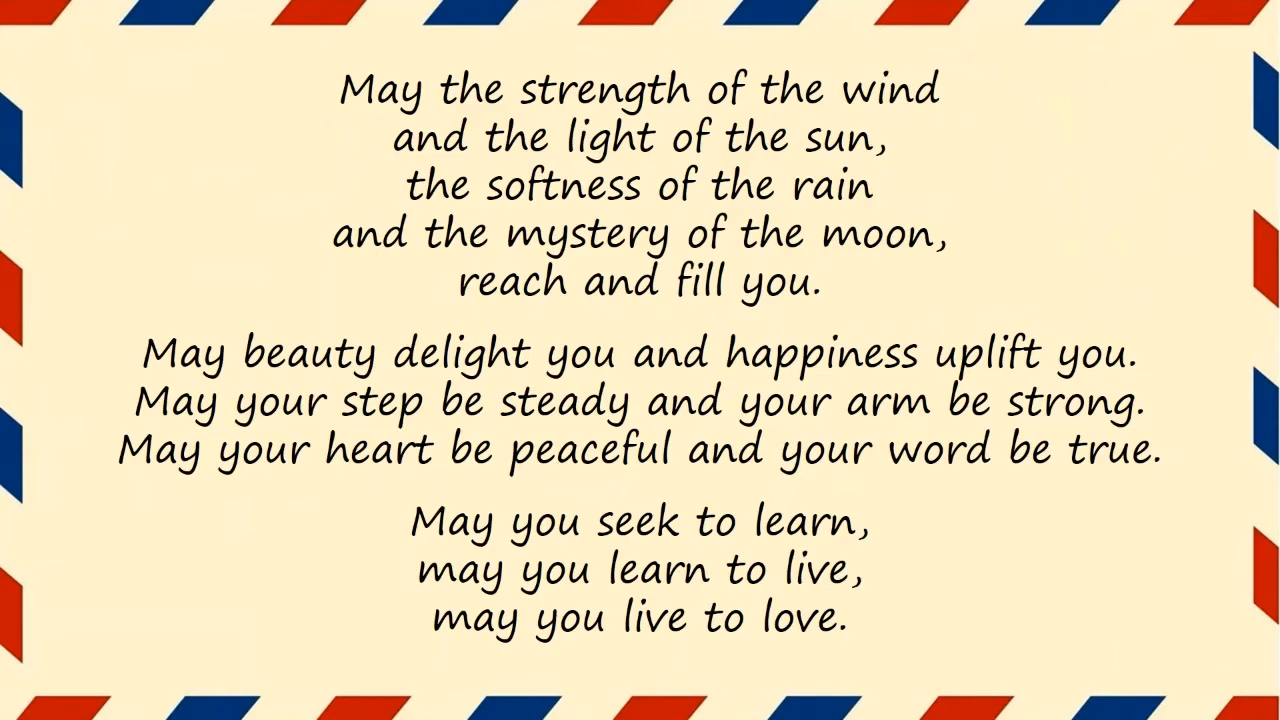 May the strength of the wind
and the light of the sun,
the softness of the rain
and the mystery of the moon,
reach and fill you.
May beauty delight you and happiness uplift you.
May your step be steady and your arm be strong.
May your heart be peaceful and your word be true.
May you seek to learn,
may you learn to live,
may you live to love.